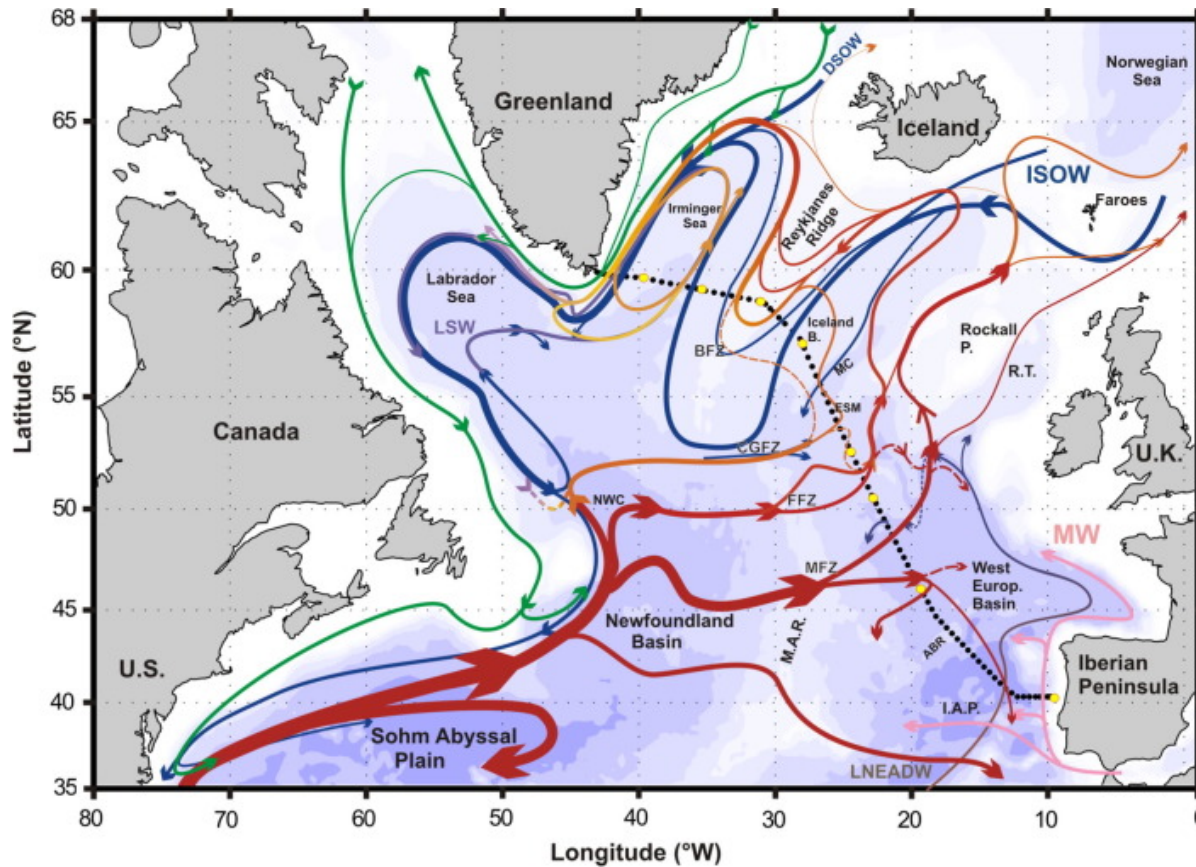 68
65
60
55
50
45
40
35
Latitude (°N)
80
70
60
50
40
30
20
10
0
Longitude (°W)
Greenland
DSOW
Iceland
Norwegian
Sea
ISOW
Faroes
Irminger
Sea
Reykjanes
Ridge
Labrador
Sea
LSW
Iceland
B.
BFZ
MC
Rockall
P.
R.T.
Canada
ESM
CGFZ
U.K.
NWC
FFZ
MW
MFZ
West
Europ.
Basin
Newfoundland
Basin
M.A.R.
ABR
U.S.
Iberian
Peninsula
I.A.P.
Sohm Abyssal
Plain
LNEADW